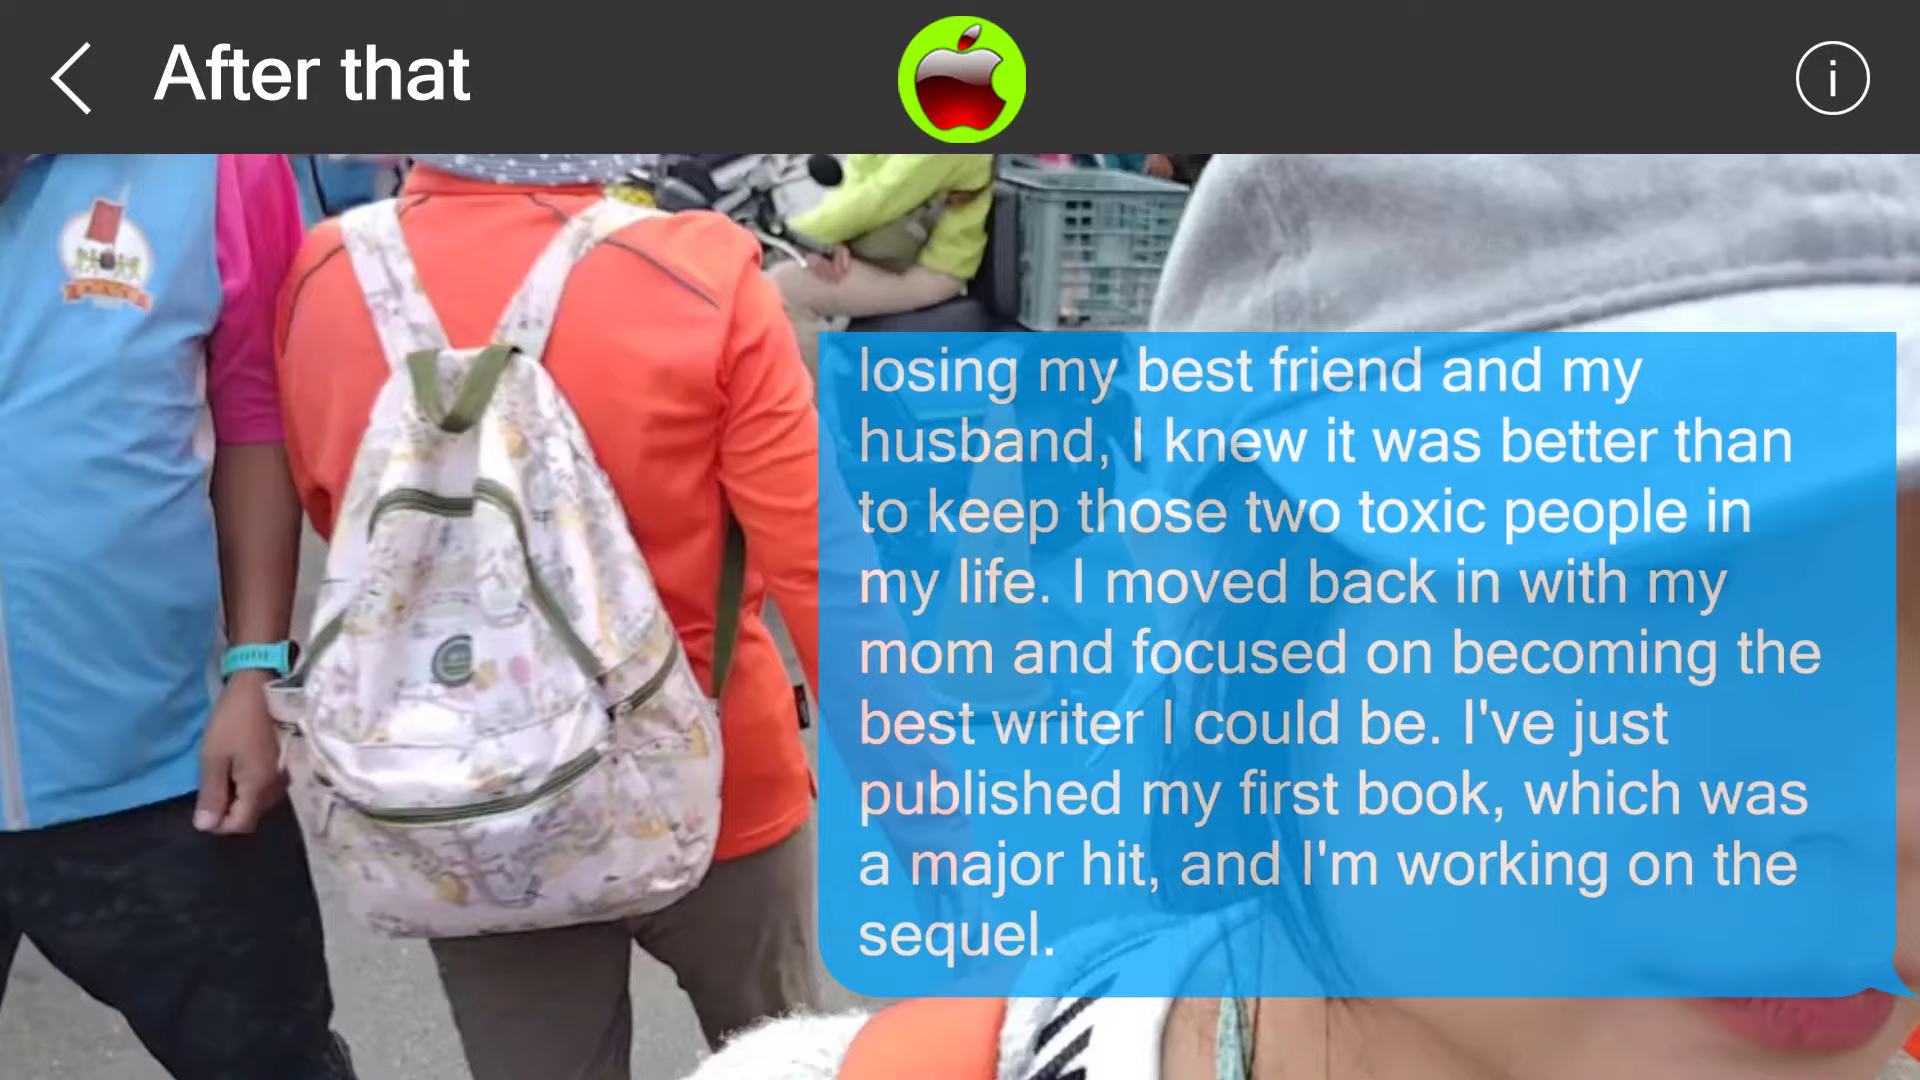 After that
losing my best friend and my
husband, I knew it was better than
to keep those two toxic people in
my life. I moved back in with my
mom and focused on becoming the
best writer I could be. I've just
published my first book, which was
a major hit, and I'm working on the
sequel.